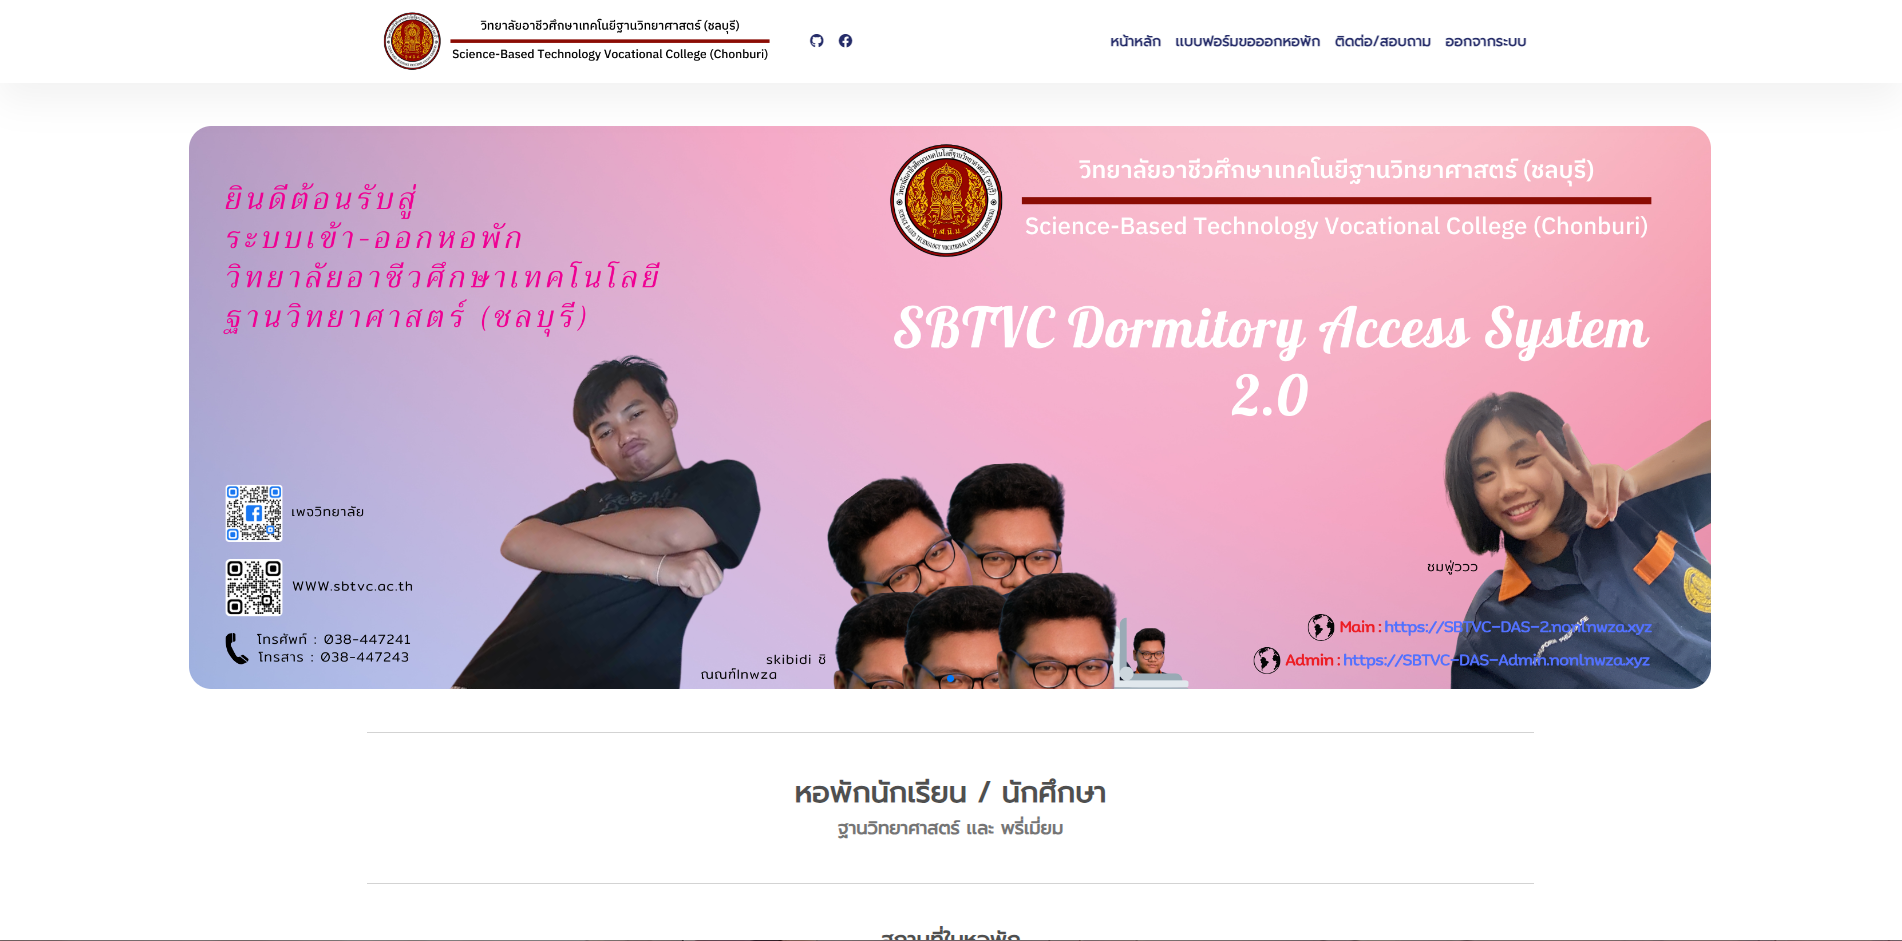 วิทยาลัยอาชีวศึกษาเทคโนยีฐานวิทยาศาสตร์ (ชลบุรี)
Science-Based Technology Vocational College (Chonburi)
หน้าหลัก แบบฟอร์มขอออกหอพัก ติดต่อ/สอบถาม ออกจากระบบ
ยินดีต้อนรับสู่
ระบบเข้า-ออกหอพัก
วิทยาลัยอาชีวศึกษาเทคโนโลยี
ฐานวิทยาศาสตร์ (ชลบุรี)
วิทยาลัยอาชีวศึกษาเทคโนยีฐานวิทยาศาสตร์ (ชลบุรี)
Science-Based Technology Vocational College (Chonburi)
SBTVC Dormitory Access System
2.0
เพจวิทยาลัย
WWW.sbtvc.ac.th
โทรศัพท์ : 038-447241
โทรสาร : 038-447243
skibidi ชิ
ณณฑ์lnwza
ชมฟู่ววว
Main : https://SBTVC-DAS-2.nonlnwza.xyz
Admin : https://SBTVC-DAS-Admin.nonlnwza.xyz
หอพักนักเรียน / นักศึกษา
ฐานวิทยาศาสตร์ และ พรีเมี่ยม
สถานที่ในหอพัก